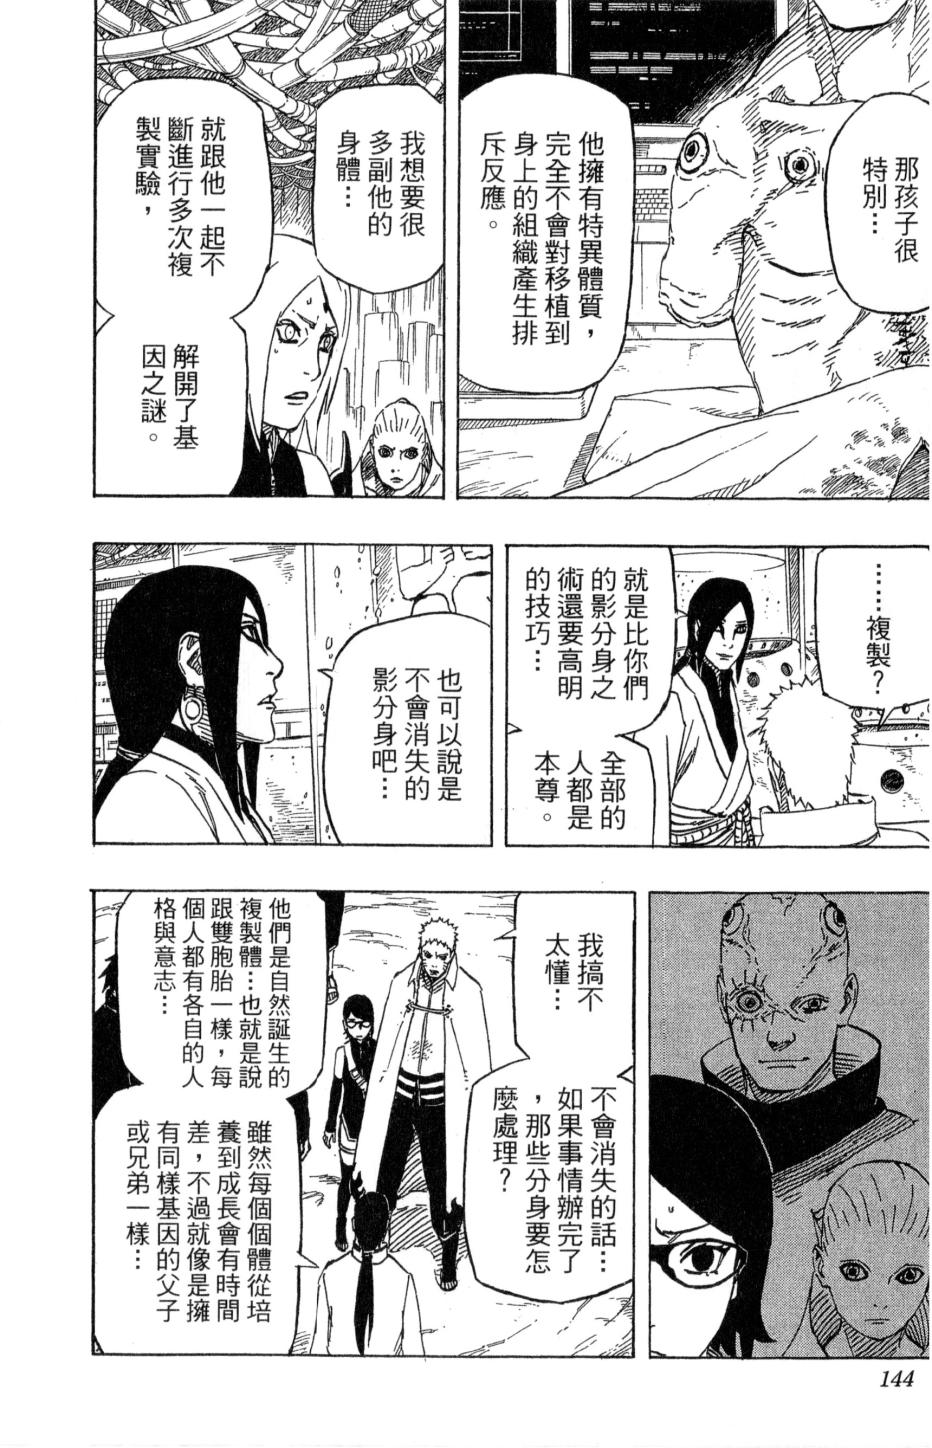 那孩子很
特別…
他擁有特異體質，
完全不會對移植到
身上的組織產生排
斥反應。
我想要很
多副他的
身體…
就跟他一起不
斷進行多次複
製實驗，
解開了基
因之謎。
……複製？
就是比你們
的影分身之
術還要高明
的技巧…
全部的
人都是
本尊。
也可以說是
不會消失的
影分身吧…
我搞不
太懂…
不會消失的話…
如果事情辦完了
，那些分身要怎
麼處理？
他們是自然誕生的
複製體…也就是說
跟雙胞胎一樣，每
個人都有各自的人
格與意志…
雖然每個個體從培
養到成長會有時間
差，不過就像是擁
有同樣基因的父子
或兄弟一樣…
144